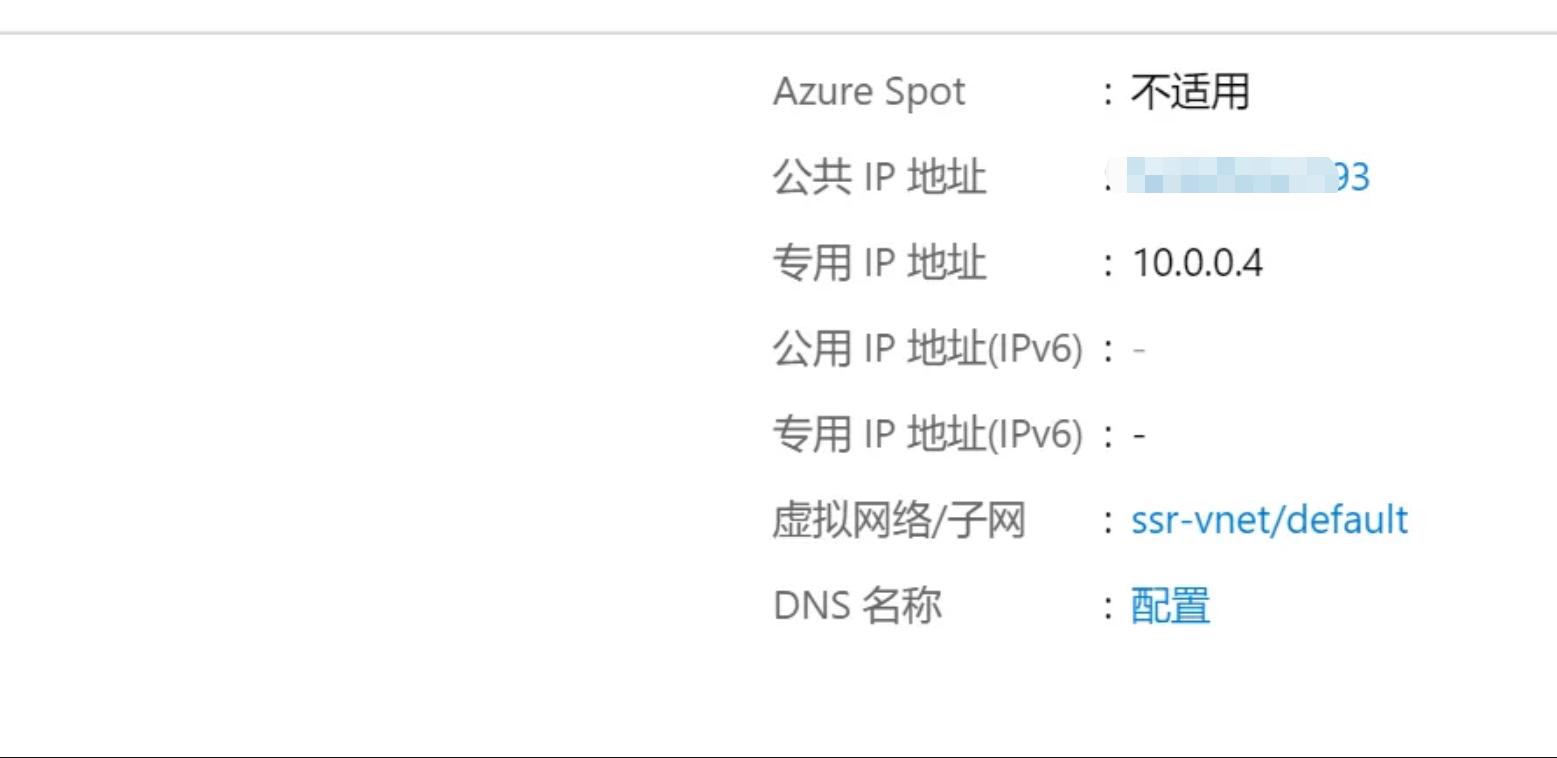 Azure Spot : 不适用
公共 IP 地址 : 93
专用 IP 地址 : 10.0.0.4
公用 IP 地址(IPv6) : -
专用 IP 地址(IPv6) : -
虚拟网络/子网 : ssr-vnet/default
DNS 名称 : 配置